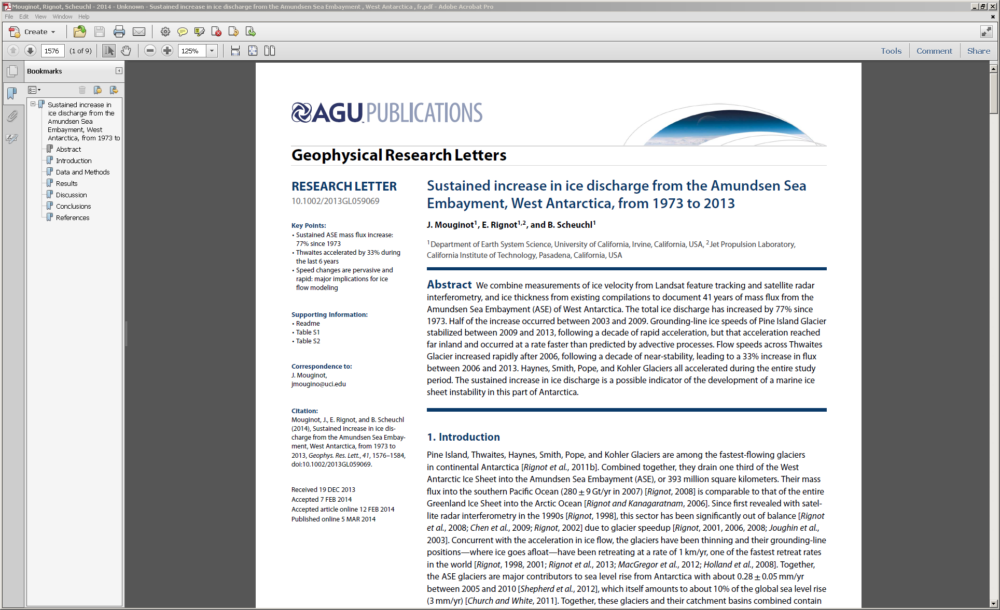 Mouginot, Rignot, Scheuchl - 2014 - Unknown - Sustained increase in ice discharge from the Amundsen Sea Embayment , West Antarctica , fr.pdf - Adobe Acrobat Pro
File Edit View Window Help
Create
1576 (1 of 9) 125% Tools Comment Share
Bookmarks
Sustained increase in
ice discharge from the
Amundsen Sea
Embayment, West
Antarctica, from 1973 to
Abstract
Introduction
Data and Methods
Results
Discussion
Conclusions
References
AGU PUBLICATIONS
Geophysical Research Letters
RESEARCH LETTER
10.1002/2013GL059069
Key Points:
• Sustained ASE mass flux increase:
77% since 1973
• Thwaites accelerated by 33% during
the last 6 years
• Speed changes are pervasive and
rapid: major implications for ice
flow modeling
Supporting Information:
• Readme
• Table S1
• Table S2
Correspondence to:
J. Mouginot,
jmougino@uci.edu
Citation:
Mouginot, J., E. Rignot, and B. Scheuchl
(2014), Sustained increase in ice dis-
charge from the Amundsen Sea Embay-
ment, West Antarctica, from 1973 to
2013, Geophys. Res. Lett., 41, 1576–1584,
doi:10.1002/2013GL059069.
Received 19 DEC 2013
Accepted 7 FEB 2014
Accepted article online 12 FEB 2014
Published online 5 MAR 2014
Sustained increase in ice discharge from the Amundsen Sea
Embayment, West Antarctica, from 1973 to 2013
J. Mouginot1, E. Rignot1,2, and B. Scheuchl1
1Department of Earth System Science, University of California, Irvine, California, USA, 2Jet Propulsion Laboratory,
California Institute of Technology, Pasadena, California, USA
Abstract We combine measurements of ice velocity from Landsat feature tracking and satellite radar
interferometry, and ice thickness from existing compilations to document 41 years of mass flux from the
Amundsen Sea Embayment (ASE) of West Antarctica. The total ice discharge has increased by 77% since
1973. Half of the increase occurred between 2003 and 2009. Grounding-line ice speeds of Pine Island Glacier
stabilized between 2009 and 2013, following a decade of rapid acceleration, but that acceleration reached
far inland and occurred at a rate faster than predicted by advective processes. Flow speeds across Thwaites
Glacier increased rapidly after 2006, following a decade of near-stability, leading to a 33% increase in flux
between 2006 and 2013. Haynes, Smith, Pope, and Kohler Glaciers all accelerated during the entire study
period. The sustained increase in ice discharge is a possible indicator of the development of a marine ice
sheet instability in this part of Antarctica.
1. Introduction
Pine Island, Thwaites, Haynes, Smith, Pope, and Kohler Glaciers are among the fastest-flowing glaciers
in continental Antarctica [Rignot et al., 2011b]. Combined together, they drain one third of the West
Antarctic Ice Sheet into the Amundsen Sea Embayment (ASE), or 393 million square kilometers. Their mass
flux into the southern Pacific Ocean (280 ± 9 Gt/yr in 2007) [Rignot, 2008] is comparable to that of the entire
Greenland Ice Sheet into the Arctic Ocean [Rignot and Kanagaratnam, 2006]. Since first revealed with satel-
lite radar interferometry in the 1990s [Rignot, 1998], this sector has been significantly out of balance [Rignot
et al., 2008; Chen et al., 2009; Rignot, 2002] due to glacier speedup [Rignot, 2001, 2006, 2008; Joughin et al.,
2003]. Concurrent with the acceleration in ice flow, the glaciers have been thinning and their grounding-line
positions—where ice goes afloat—have been retreating at a rate of 1 km/yr, one of the fastest retreat rates
in the world [Rignot, 1998, 2001; Rignot et al., 2013; MacGregor et al., 2012; Holland et al., 2008]. Together,
the ASE glaciers are major contributors to sea level rise from Antarctica with about 0.28 ± 0.05 mm/yr
between 2005 and 2010 [Shepherd et al., 2012], which itself amounts to about 10% of the global sea level rise
(3 mm/yr) [Church and White, 2011]. Together, these glaciers and their catchment basins combined contain